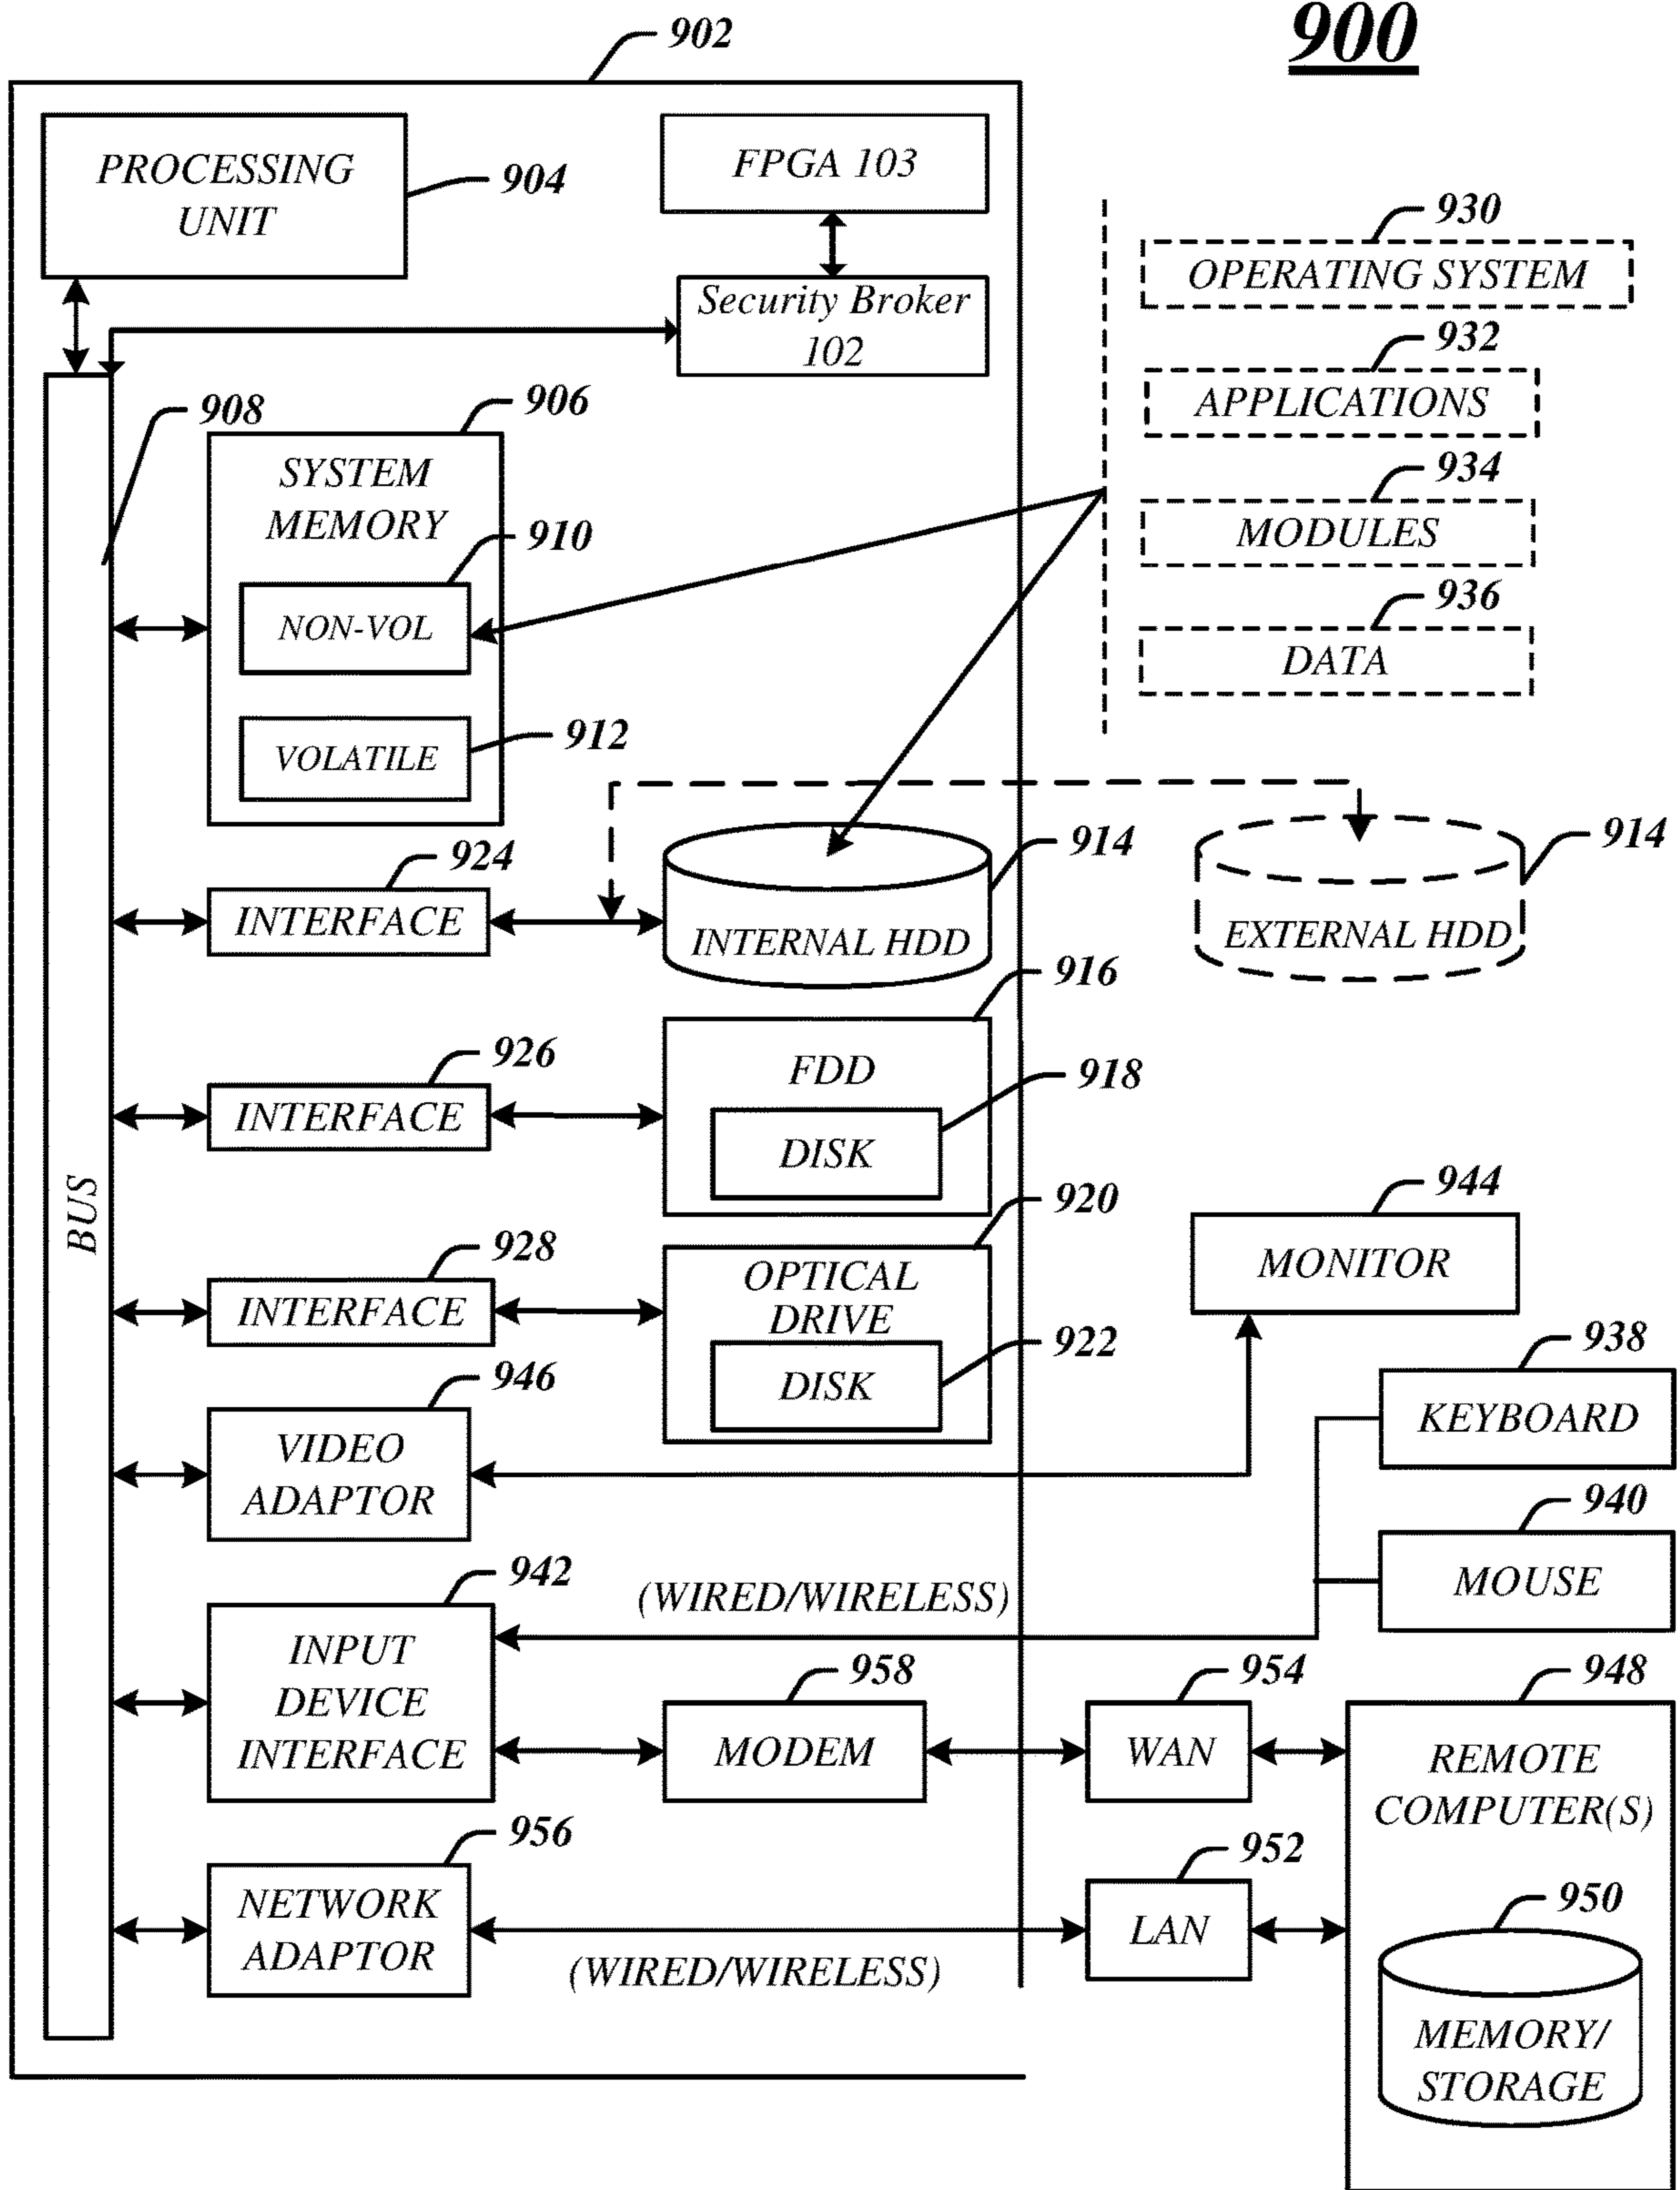 900
902
PROCESSING
UNIT
904
FPGA 103
Security Broker
102
930
OPERATING SYSTEM
932
APPLICATIONS
934
MODULES
936
DATA
908
906
SYSTEM
MEMORY
910
NON-VOL
912
VOLATILE
924
INTERFACE
914
INTERNAL HDD
914
EXTERNAL HDD
916
FDD
918
DISK
926
INTERFACE
BUS
920
OPTICAL
DRIVE
922
DISK
928
INTERFACE
944
MONITOR
946
VIDEO
ADAPTOR
938
KEYBOARD
940
MOUSE
942
INPUT
DEVICE
INTERFACE
(WIRED/WIRELESS)
958
MODEM
954
WAN
948
REMOTE
COMPUTER(S)
956
NETWORK
ADAPTOR
(WIRED/WIRELESS)
952
LAN
950
MEMORY/
STORAGE